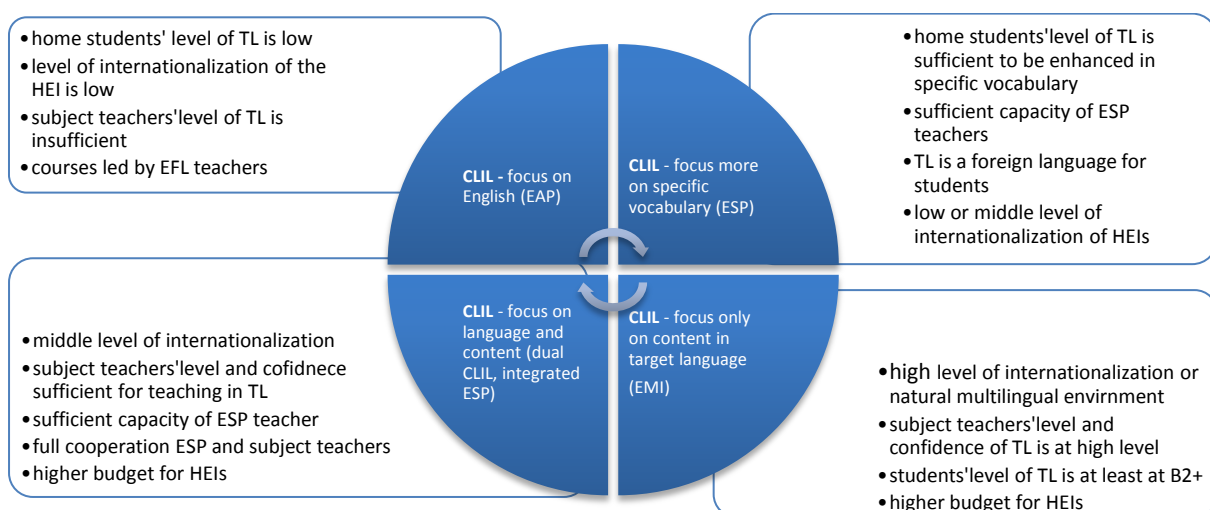 •home students' level of TL is low
•level of internationalization of the
HEI is low
•subject teachers'level of TL is
insufficient
•courses led by EFL teachers
CLIL - focus on
English (EAP)
CLIL - focus more
on specific
vocabulary (ESP)
•home students'level of TL is
sufficient to be enhanced in
specific vocabulary
•sufficient capacity of ESP
teachers
•TL is a foreign language for
students
•low or middle level of
internationalization of HEIs
•middle level of internationalization
•subject teachers'level and cofidnece
sufficient for teaching in TL
•sufficient capacity of ESP teacher
•full cooperation ESP and subject teachers
•higher budget for HEIs
CLIL - focus on
language and
content (dual
CLIL, integrated
ESP)
CLIL - focus only
on content in
target language
(EMI)
•high level of internationalization or
natural multilingual envirnment
•subject teachers'level and
confidence of TL is at high level
•students'level of TL is at least at B2+
•higher budget for HEIs